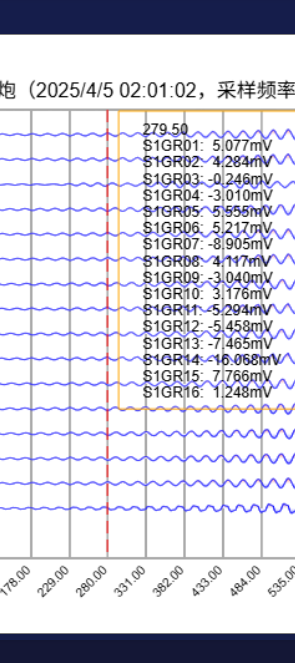 炮（2025/4/5 02:01:02，采样频率
279.50
S1GR01: 5.077mV
S1GR02: 4.284mV
S1GR03: -0.246mV
S1GR04: -3.010mV
S1GR05: 5.555mV
S1GR06: 5.217mV
S1GR07: -8.905mV
S1GR08: 4.117mV
S1GR09: -3.040mV
S1GR10: 3.176mV
S1GR11: -5.294mV
S1GR12: -5.458mV
S1GR13: -7.465mV
S1GR14: -16.068mV
S1GR15: 7.766mV
S1GR16: 1.248mV
178.00
229.00
280.00
331.00
382.00
433.00
484.00
535.00